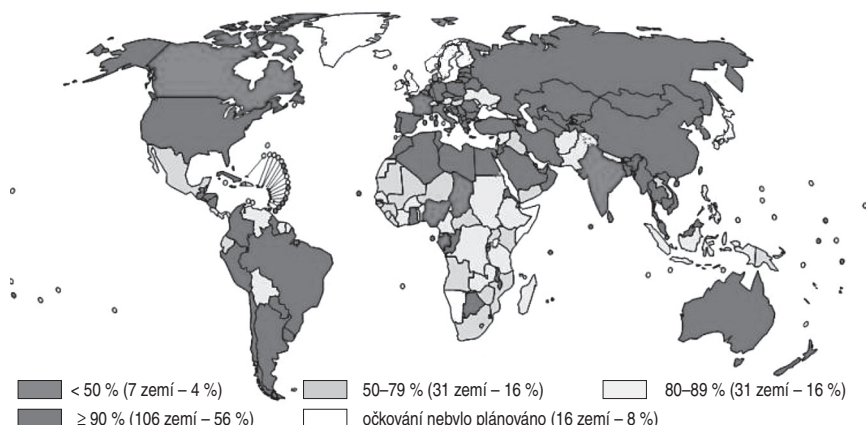 < 50 % (7 zemí – 4 %) 50–79 % (31 zemí – 16 %) 80–89 % (31 zemí – 16 %)
≥ 90 % (106 zemí – 56 %) očkování nebylo plánováno (16 zemí – 8 %)